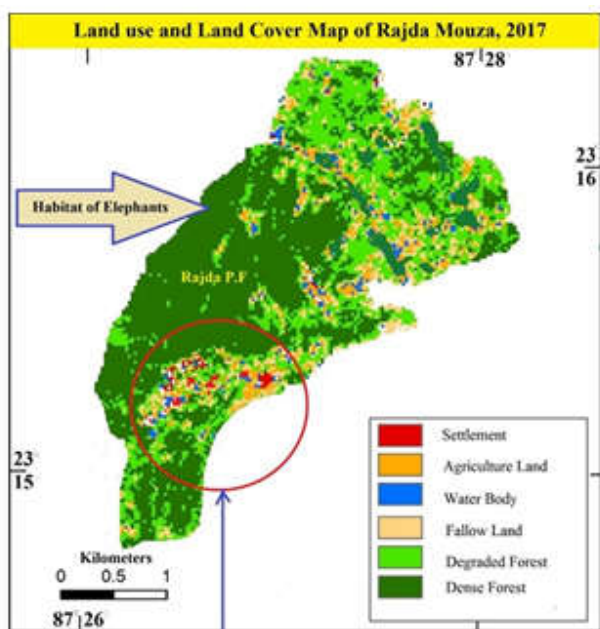 Land use and Land Cover Map of Rajda Mouza, 2017
87 28
23
16
Habitat of Elephants
Rajda P.F
Settlement
Agriculture Land
Water Body
Fallow Land
Degraded Forest
Dense Forest
23
15
Kilometers
0 0.5 1
87 26